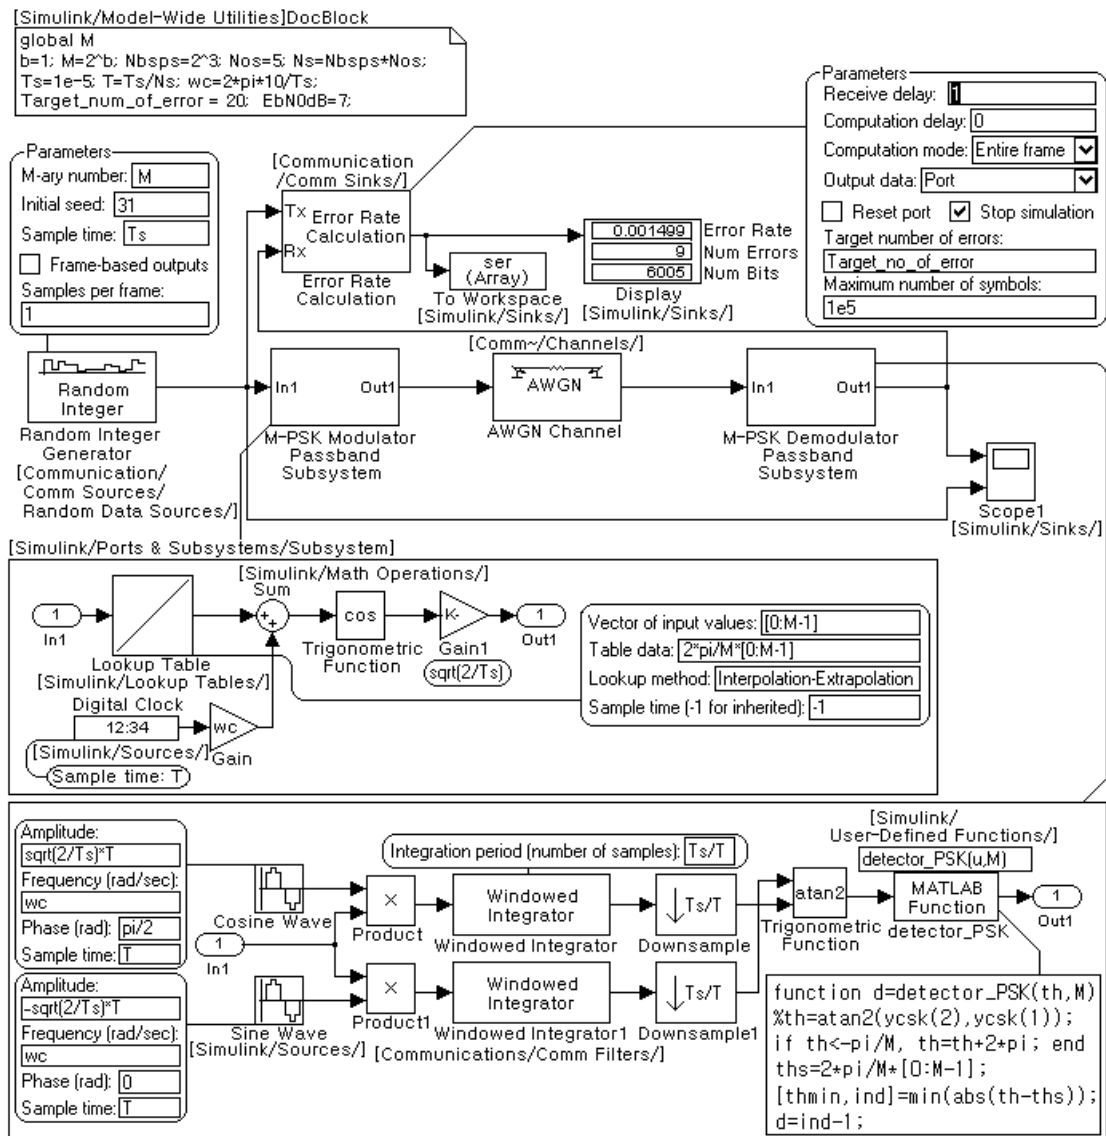 [Simulink/Model-Wide Utilities]DocBlock
global M
b=1; M=2^b; Nbsps=2^3; Nos=5; Ns=Nbsps*Nos;
Ts=1e-5; T=Ts/Ns; wc=2*pi*10/Ts;
Target_num_of_error = 20; EbN0dB=7;
Parameters
Receive delay: 1
Computation delay: 0
Computation mode: Entire frame
Output data: Port
Reset port Stop simulation
Target number of errors:
Target_no_of_error
Maximum number of symbols:
1e5
Parameters
M-ary number: M
Initial seed: 31
Sample time: Ts
Frame-based outputs
Samples per frame:
1
[Communication
/Comm Sinks/]
Tx
Rx
Error Rate
Calculation
Error Rate
Calculation
ser
(Array)
To Workspace
[Simulink/Sinks/]
0.001499 Error Rate
9 Num Errors
6005 Num Bits
Display
[Simulink/Sinks/]
Random
Integer
Random Integer
Generator
[Communication/
Comm Sources/
Random Data Sources/]
In1 Out1
M-PSK Modulator
Passband
Subsystem
[Comm~/Channels/]
AWGN
AWGN Channel
In1 Out1
M-PSK Demodulator
Passband
Subsystem
Scope1
[Simulink/Sinks/]
[Simulink/Ports & Subsystems/Subsystem]
[Simulink/Math Operations/]
Sum
1
In1
Lookup Table
[Simulink/Lookup Tables/]
+
+
cos
Trigonometric
Function
K-
Gain1
sqrt(2/Ts)
1
Out1
Digital Clock
12:34
[Simulink/Sources/]
Sample time: T
wc
Gain
Vector of input values: [0:M-1]
Table data: 2*pi/M*[0:M-1]
Lookup method: Interpolation-Extrapolation
Sample time (-1 for inherited): -1
Amplitude:
sqrt(2/Ts)*T
Frequency (rad/sec):
wc
Phase (rad): pi/2
Sample time: T
Amplitude:
-sqrt(2/Ts)*T
Frequency (rad/sec):
wc
Phase (rad): 0
Sample time: T
Cosine Wave
1
In1
Sine Wave
[Simulink/Sources/]
×
Product
×
Product1
Integration period (number of samples): Ts/T
Windowed
Integrator
Windowed Integrator
Windowed
Integrator
Windowed Integrator1
[Communications/Comm Filters/]
↓Ts/T
Downsample
↓Ts/T
Downsample1
atan2
Trigonometric
Function
[Simulink/
User-Defined Functions/]
detector_PSK(u,M)
MATLAB
Function
detector_PSK
1
Out1
function d=detector_PSK(th,M)
%th=atan2(ycsk(2),ycsk(1));
if th<-pi/M, th=th+2*pi; end
ths=2*pi/M*[0:M-1];
[thmin,ind]=min(abs(th-ths));
d=ind-1;